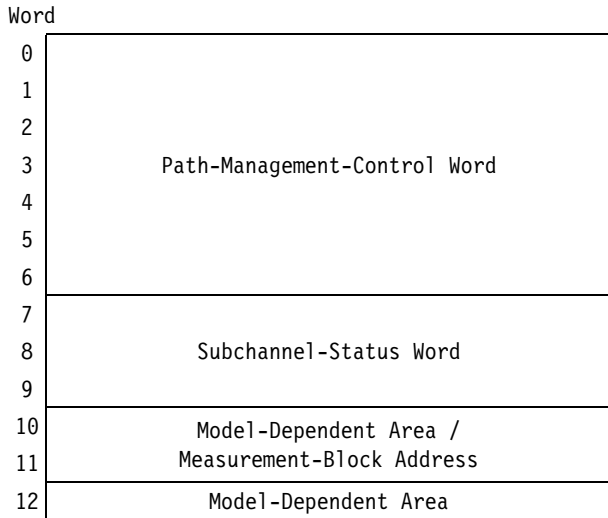 Word
0
1
2
3 Path-Management-Control Word
4
5
6
7
8 Subchannel-Status Word
9
10 Model-Dependent Area /
11 Measurement-Block Address
12 Model-Dependent Area